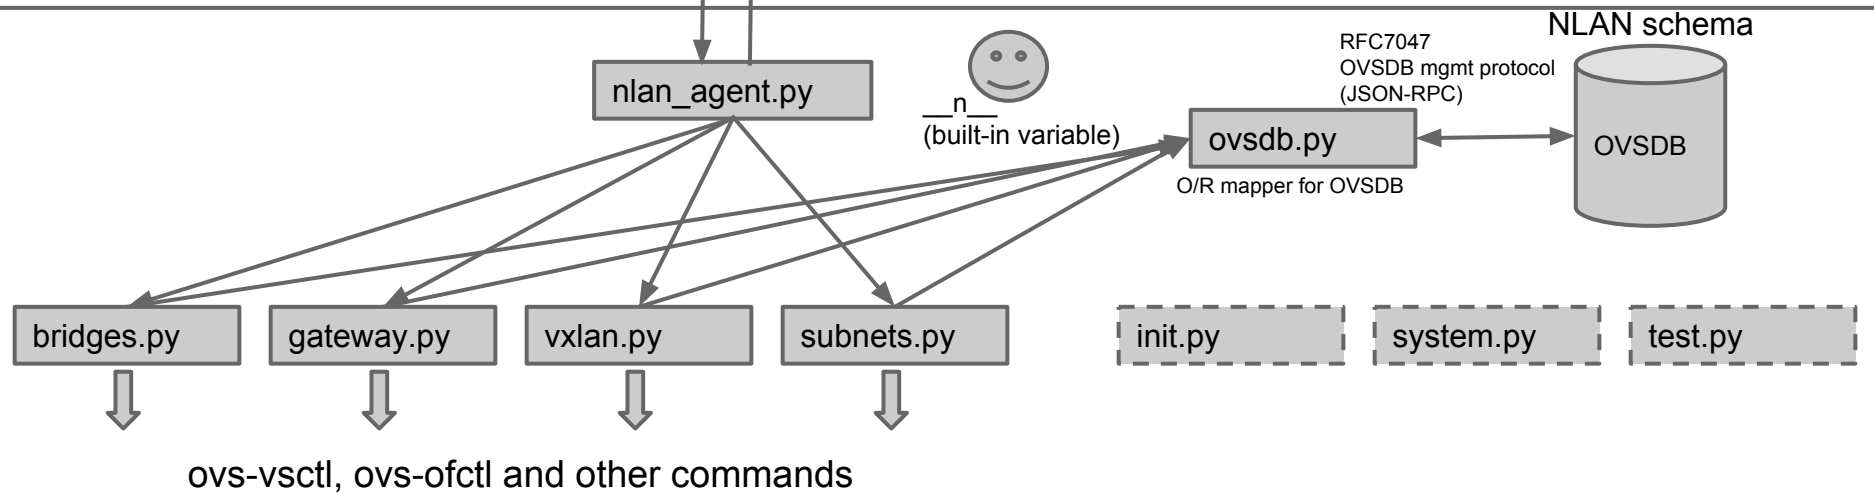 NLAN schema
RFC7047
OVSDB mgmt protocol
(JSON-RPC)
nlan_agent.py
__n__
(built-in variable)
ovsdb.py
OVSDB
O/R mapper for OVSDB
bridges.py
gateway.py
vxlan.py
subnets.py
init.py
system.py
test.py
ovs-vsctl, ovs-ofctl and other commands